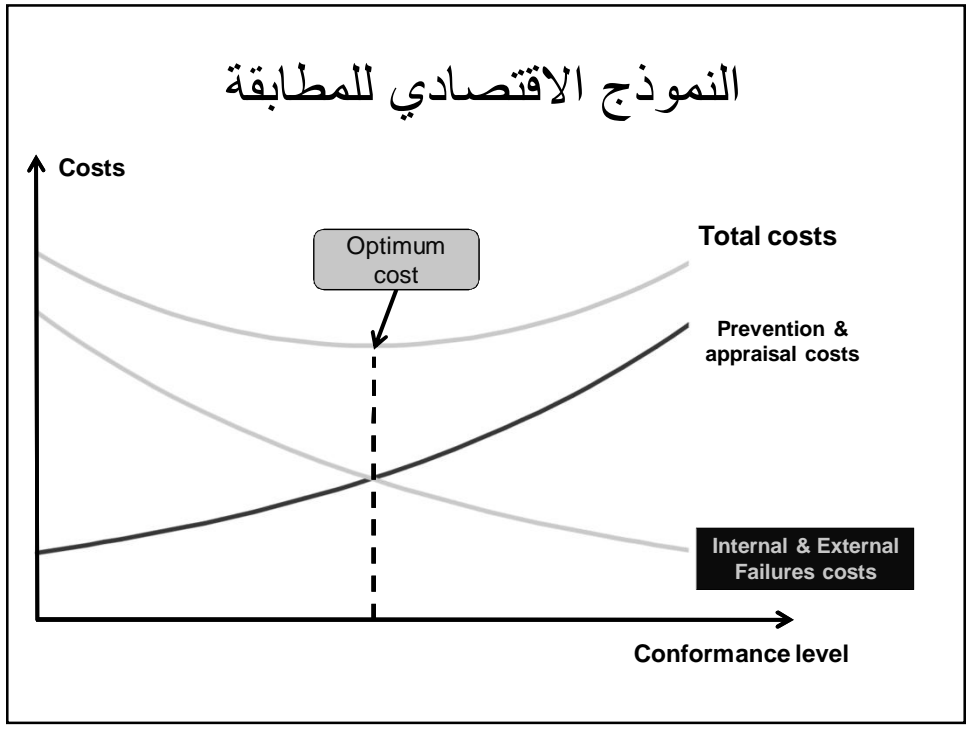 النموذج الاقتصادي للمطابقة
Costs
Optimum
cost
Total costs
Prevention &
appraisal costs
Internal & External
Failures costs
Conformance level